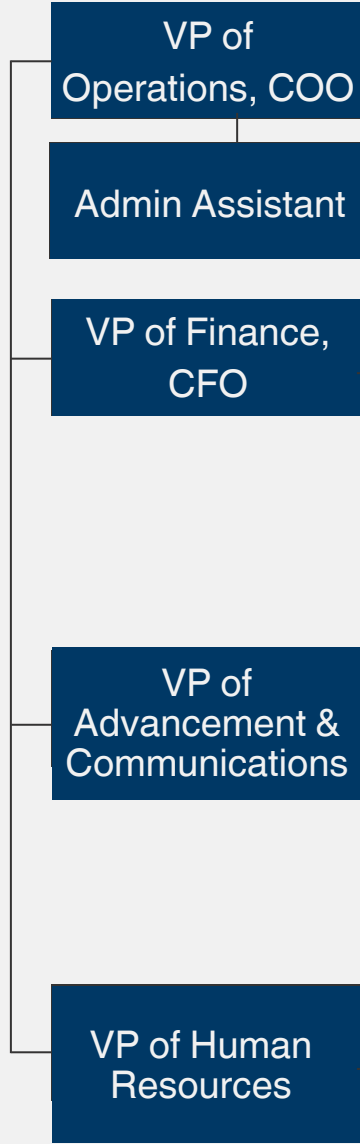 VP of
Operations, COO
Admin Assistant
VP of Finance,
CFO
VP of
Advancement &
Communications
VP of Human
Resources